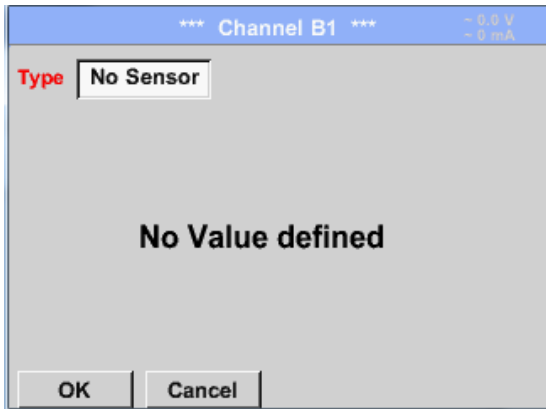 *** Channel B1 ***
~ 0.0 V
~ 0 mA
Type No Sensor
No Value defined
OK Cancel